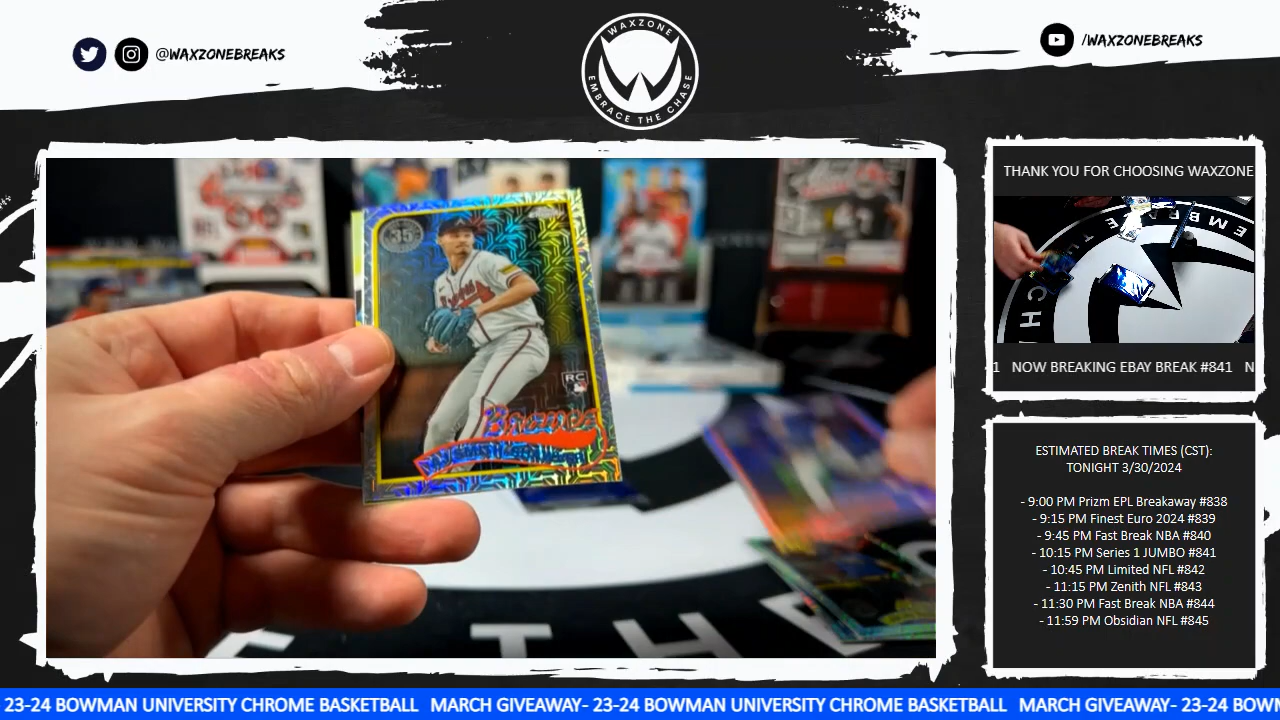 @WAXZONEBREAKS
WAXZONE
EMBRACE THE CHASE
/WAXZONEBREAKS
35
RC
Braves
THANK YOU FOR CHOOSING WAXZONE
1 NOW BREAKING EBAY BREAK #841 N
ESTIMATED BREAK TIMES (CST):
TONIGHT 3/30/2024
- 9:00 PM Prizm EPL Breakaway #838
- 9:15 PM Finest Euro 2024 #839
- 9:45 PM Fast Break NBA #840
- 10:15 PM Series 1 JUMBO #841
- 10:45 PM Limited NFL #842
- 11:15 PM Zenith NFL #843
- 11:30 PM Fast Break NBA #844
- 11:59 PM Obsidian NFL #845
23-24 BOWMAN UNIVERSITY CHROME BASKETBALL MARCH GIVEAWAY- 23-24 BOWMAN UNIVERSITY CHROME BASKETBALL MARCH GIVEAWAY- 23-24 BOWM